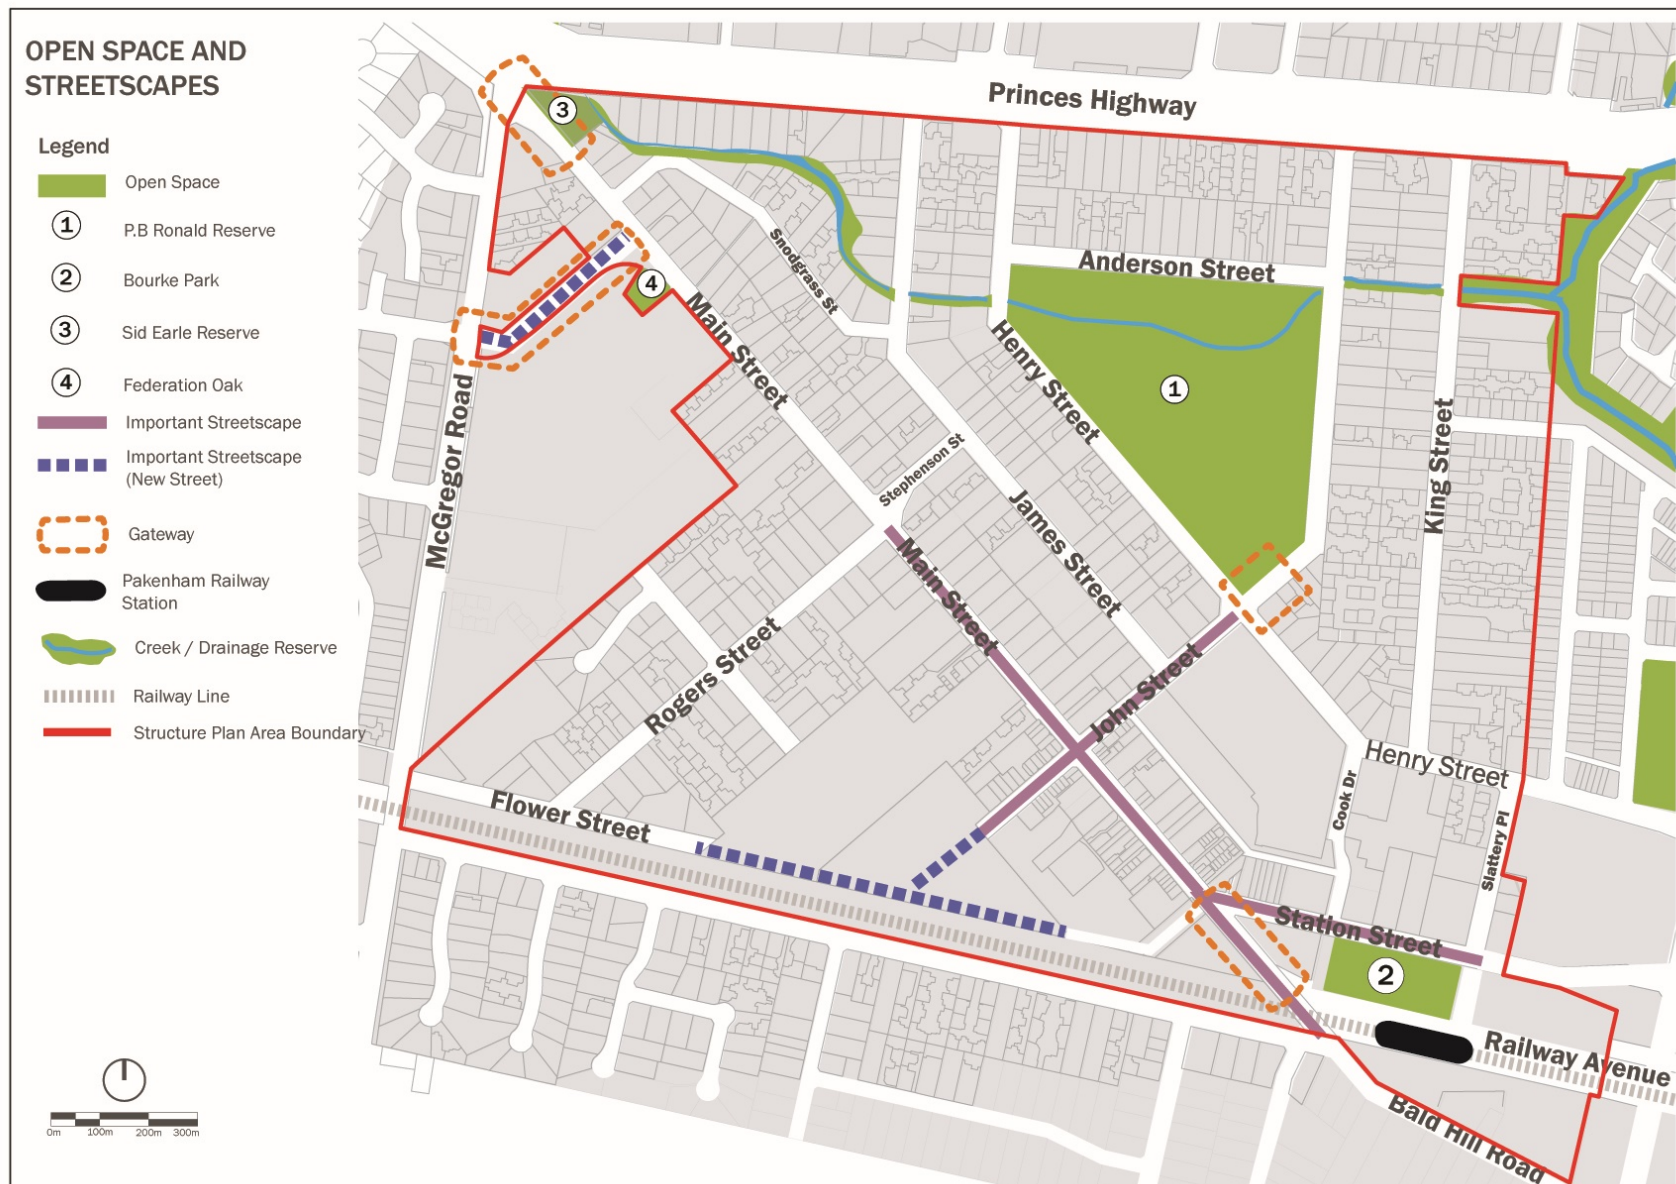 OPEN SPACE AND
STREETSCAPES
Legend
Open Space
1
P.B Ronald Reserve
2
Bourke Park
3
Sid Earle Reserve
4
Federation Oak
Important Streetscape
Important Streetscape
(New Street)
Gateway
Pakenham Railway
Station
Creek / Drainage Reserve
Railway Line
Structure Plan Area Boundary
0m 100m 200m 300m
Princes Highway
3
Snodgrass St
Anderson Street
4
Main Street
Henry Street
1
McGregor Road
King Street
Stephenson St
James Street
Main Street
Rogers Street
John Street
Henry Street
Cook Dr
Flower Street
Slattery Pl
Station Street
2
Railway Avenue
Bald Hill Road